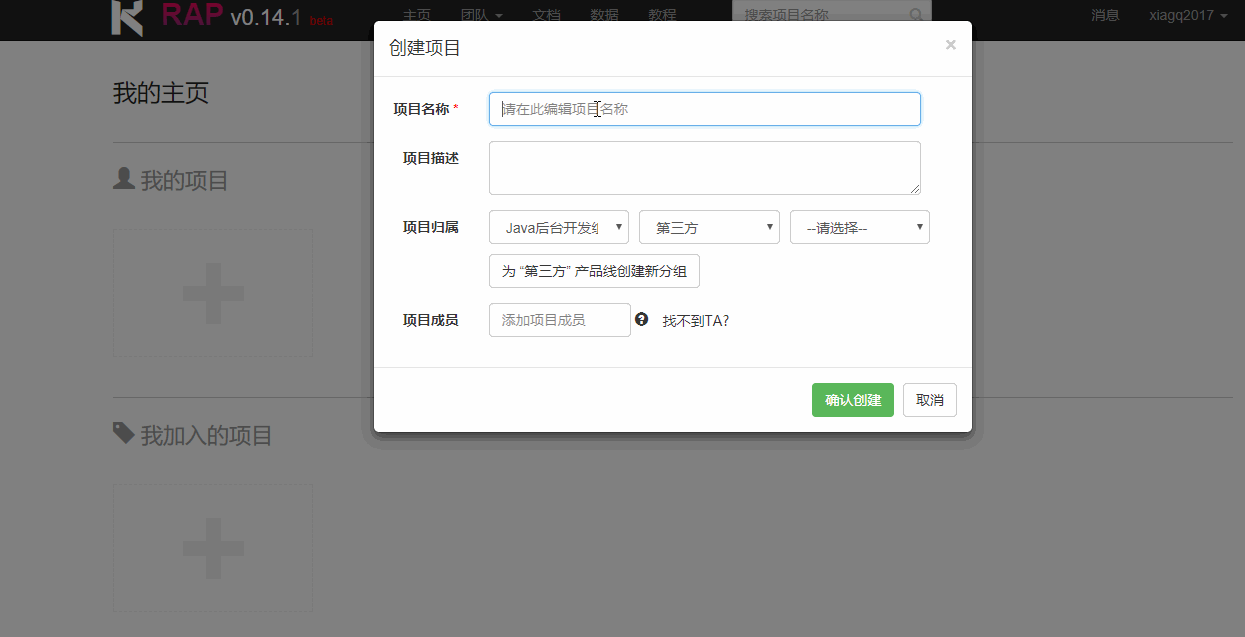 RAP v0.14.1 beta 主页 团队 文档 数据 教程 搜索项目名称 消息 xiagq2017
创建项目 ×
我的主页
项目名称 * 请在此编辑项目名称
项目描述
我的项目
项目归属 Java后台开发 第三方 --请选择--
为 “第三方” 产品线创建新分组
项目成员 添加项目成员 ? 找不到TA?
确认创建 取消
我加入的项目